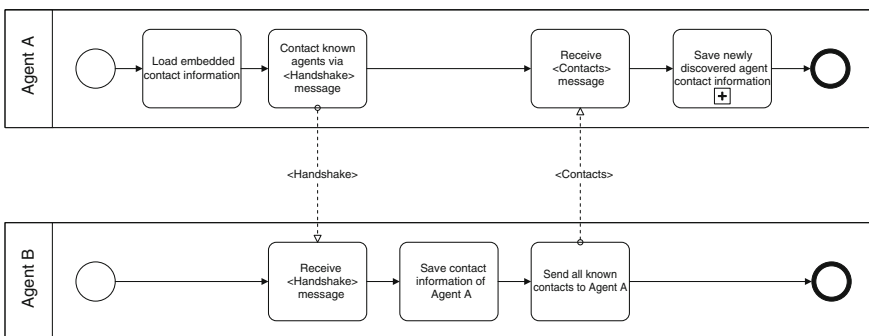 Agent A
Load embedded
contact information
Contact known
agents via
<Handshake>
message
Receive
<Contacts>
message
Save newly
discovered agent
contact information
<Handshake>
<Contacts>
Agent B
Receive
<Handshake>
message
Save contact
information of
Agent A
Send all known
contacts to Agent A